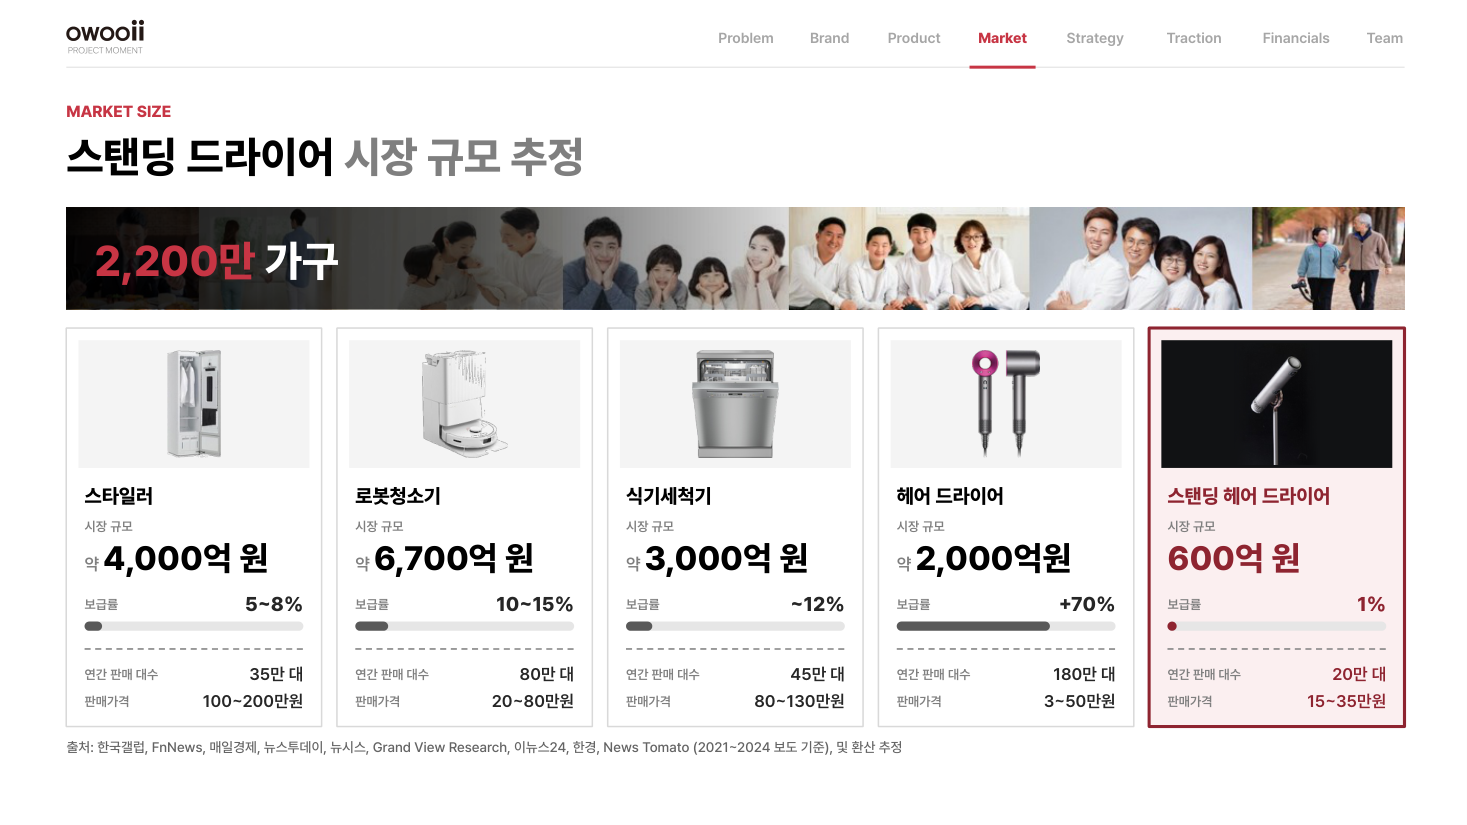 owooii
PROJECT MOMENT
Problem Brand Product Market Strategy Traction Financials Team
MARKET SIZE
스탠딩 드라이어 시장 규모 추정
2,200만 가구
스타일러
시장 규모
약 4,000억 원
보급률 5~8%
연간 판매 대수 35만 대
판매가격 100~200만원
로봇청소기
시장 규모
약 6,700억 원
보급률 10~15%
연간 판매 대수 80만 대
판매가격 20~80만원
식기세척기
시장 규모
약 3,000억 원
보급률 ~12%
연간 판매 대수 45만 대
판매가격 80~130만원
헤어 드라이어
시장 규모
약 2,000억원
보급률 +70%
연간 판매 대수 180만 대
판매가격 3~50만원
스탠딩 헤어 드라이어
시장 규모
600억 원
보급률 1%
연간 판매 대수 20만 대
판매가격 15~35만원
출처: 한국갤럽, FnNews, 매일경제, 뉴스투데이, 뉴시스, Grand View Research, 이뉴스24, 한경, News Tomato (2021~2024 보도 기준), 및 환산 추정